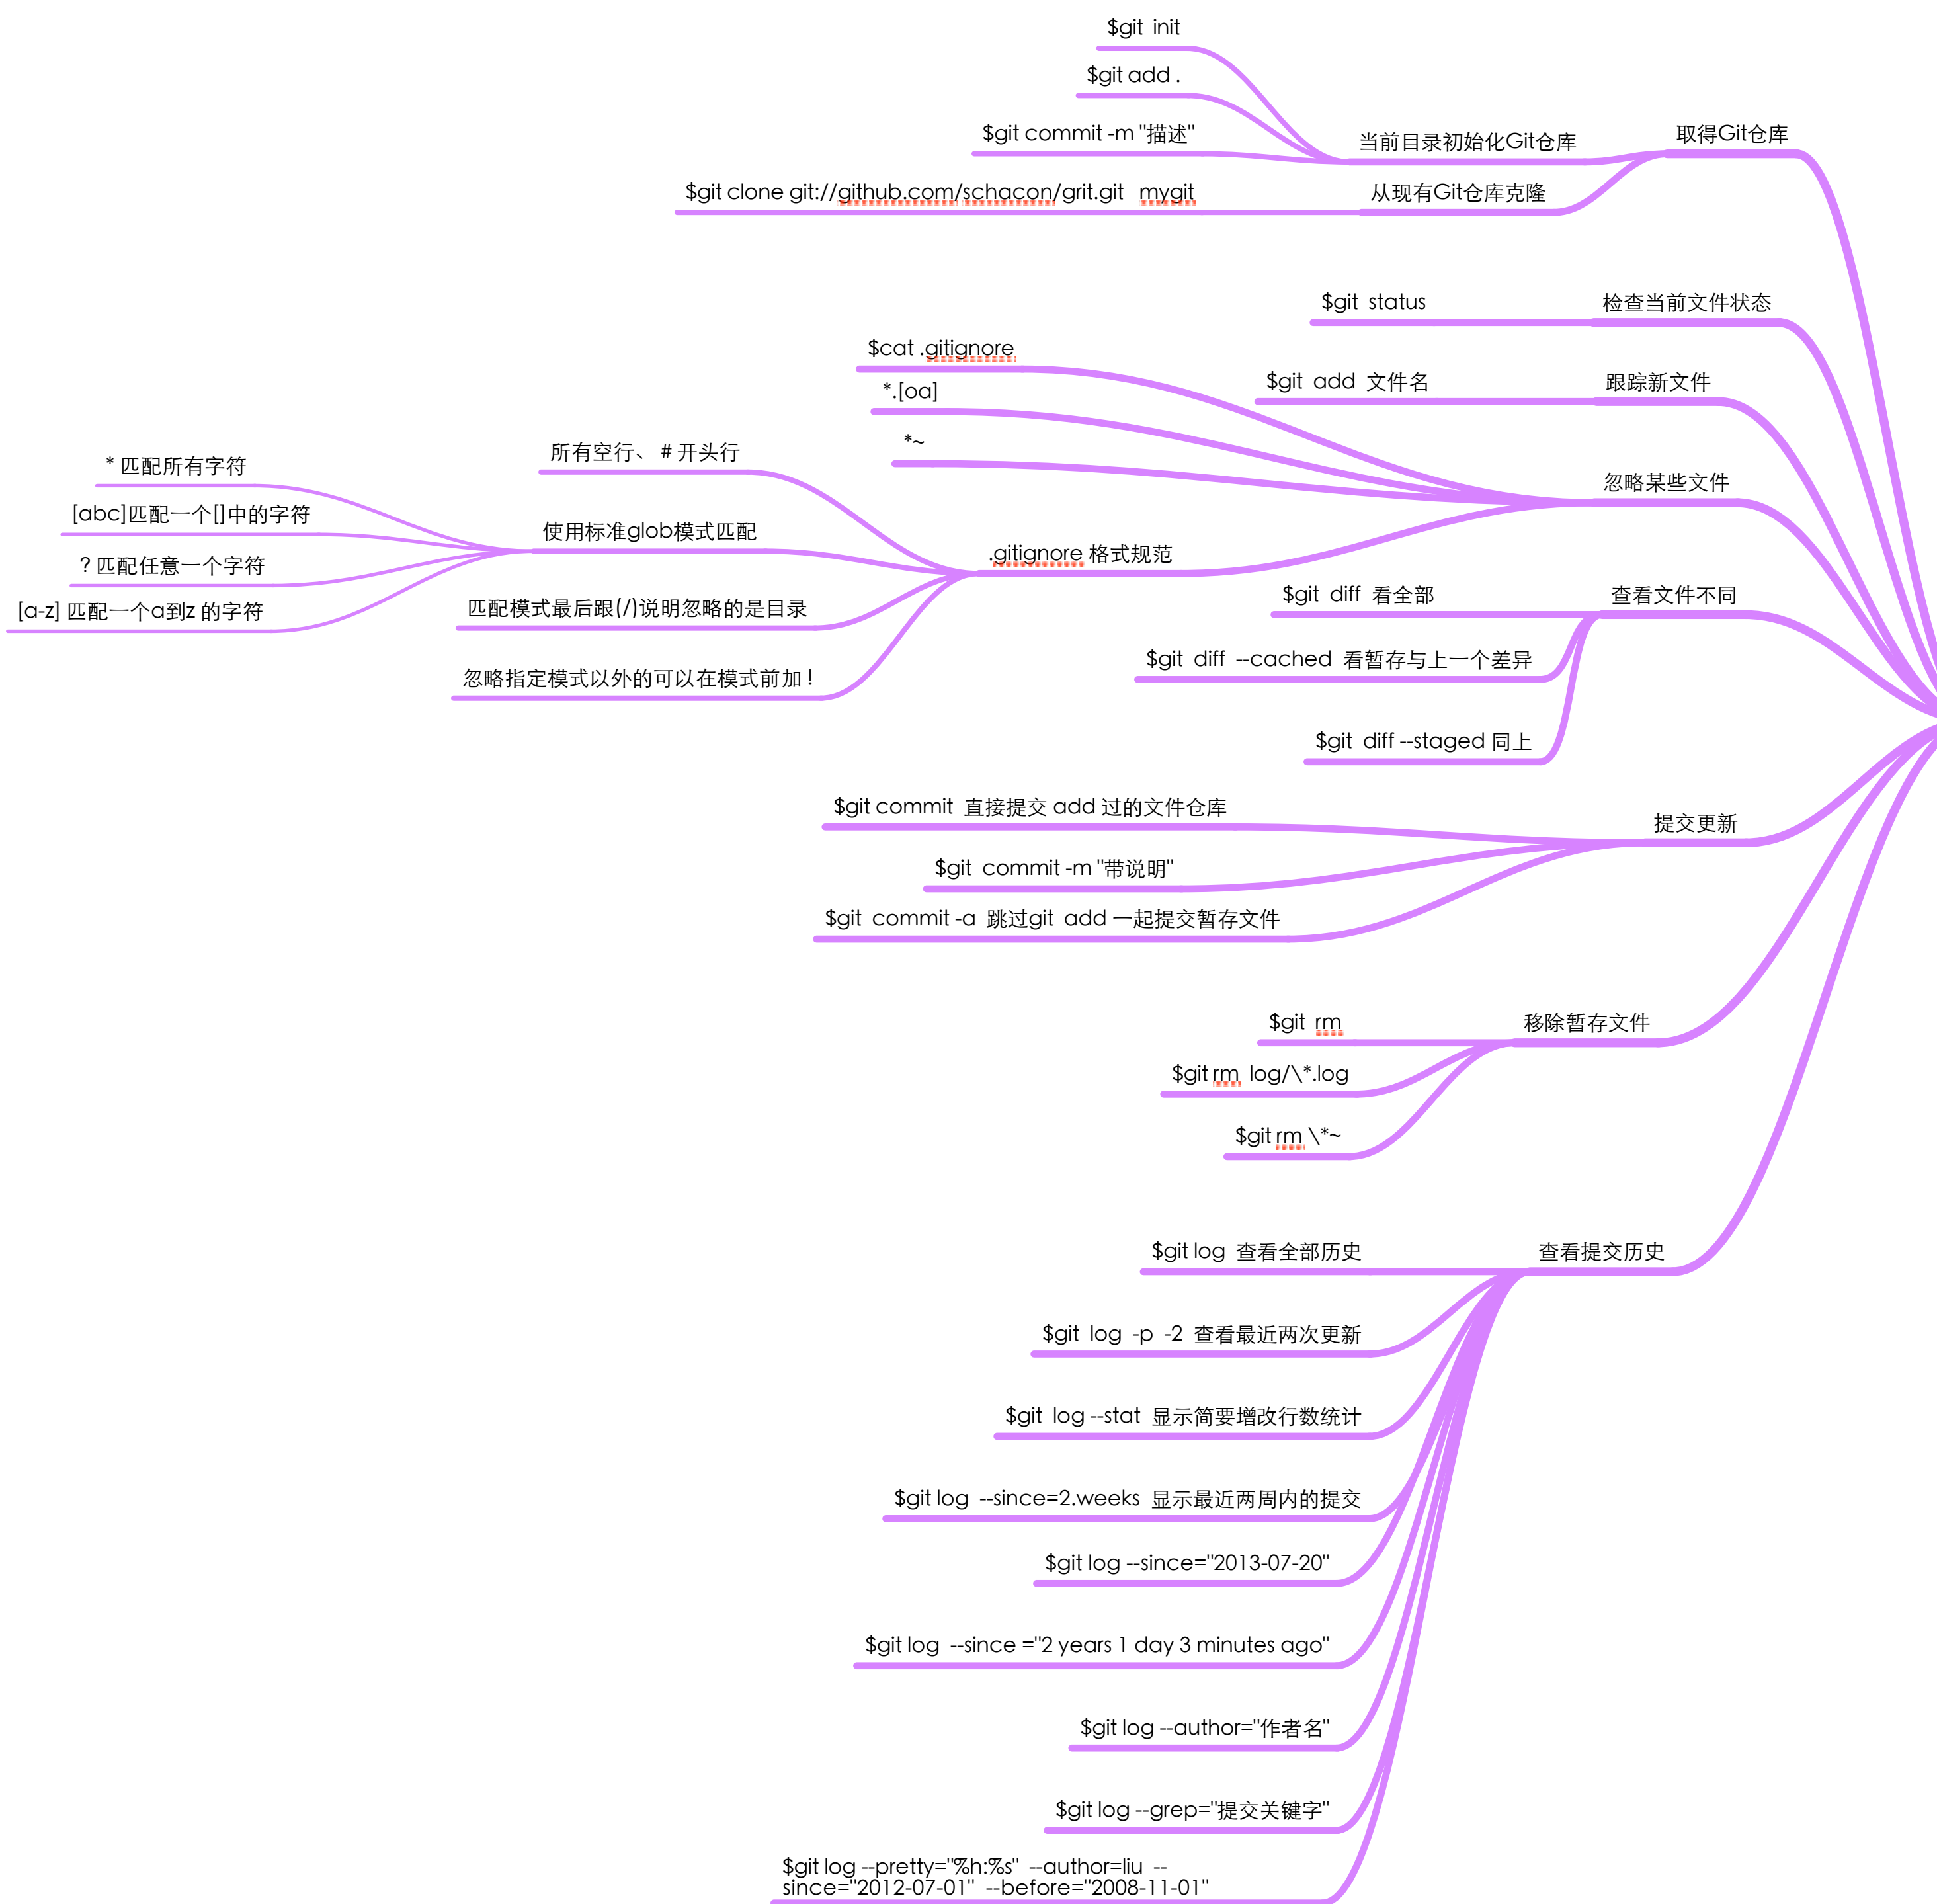 $git init
$git add .
$git commit -m "描述"
当前目录初始化Git仓库
取得Git仓库
$git clone git://github.com/schacon/grit.git mygit
从现有Git仓库克隆
$git status
检查当前文件状态
$git add 文件名
跟踪新文件
$cat .gitignore
*.[oa]
*~
忽略某些文件
.gitignore 格式规范
所有空行、 # 开头行
使用标准glob模式匹配
* 匹配所有字符
[abc]匹配一个[]中的字符
? 匹配任意一个字符
[a-z] 匹配一个a到z 的字符
匹配模式最后跟(/)说明忽略的是目录
忽略指定模式以外的可以在模式前加 !
$git diff 看全部
查看文件不同
$git diff --cached 看暂存与上一个差异
$git diff --staged 同上
$git commit 直接提交 add 过的文件仓库
提交更新
$git commit -m "带说明"
$git commit -a 跳过git add 一起提交暂存文件
$git rm
移除暂存文件
$git rm log/\*.log
$git rm \*~
$git log 查看全部历史
查看提交历史
$git log -p -2 查看最近两次更新
$git log --stat 显示简要增改行数统计
$git log --since=2.weeks 显示最近两周内的提交
$git log --since="2013-07-20"
$git log --since ="2 years 1 day 3 minutes ago"
$git log --author="作者名"
$git log --grep="提交关键字"
$git log --pretty="%h:%s" --author=liu --
since="2012-07-01" --before="2008-11-01"